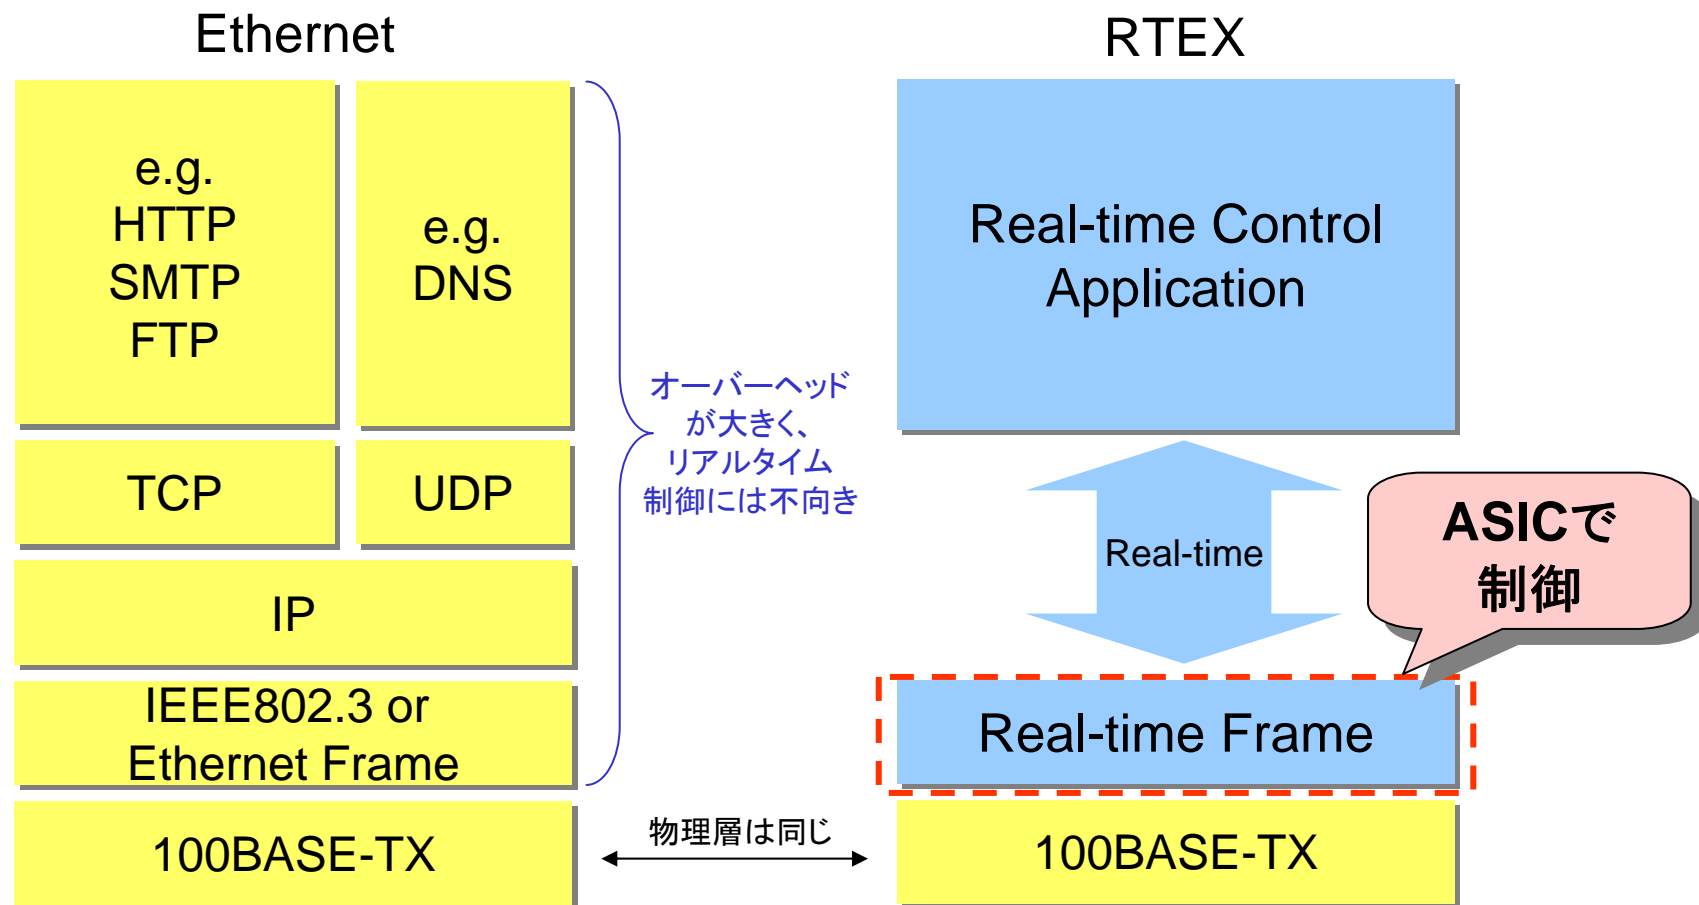 Ethernet
e.g.
HTTP
SMTP
FTP
e.g.
DNS
TCP
UDP
IP
IEEE802.3 or
Ethernet Frame
100BASE-TX
オーバーヘッド
が大きく、
リアルタイム
制御には不向き
物理層は同じ
RTEX
Real-time Control
Application
Real-time
ASICで
制御
Real-time Frame
100BASE-TX